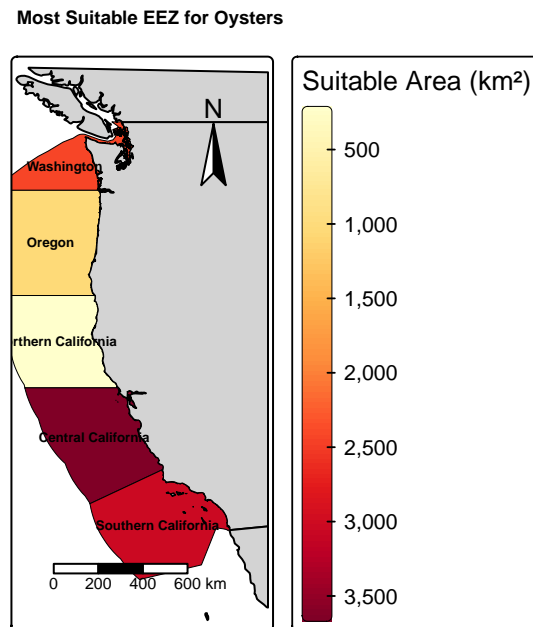 Most Suitable EEZ for Oysters
N
Washington
Oregon
rthern California
Central California
Southern California
0 200 400 600 km
Suitable Area (km²)
500
1,000
1,500
2,000
2,500
3,000
3,500